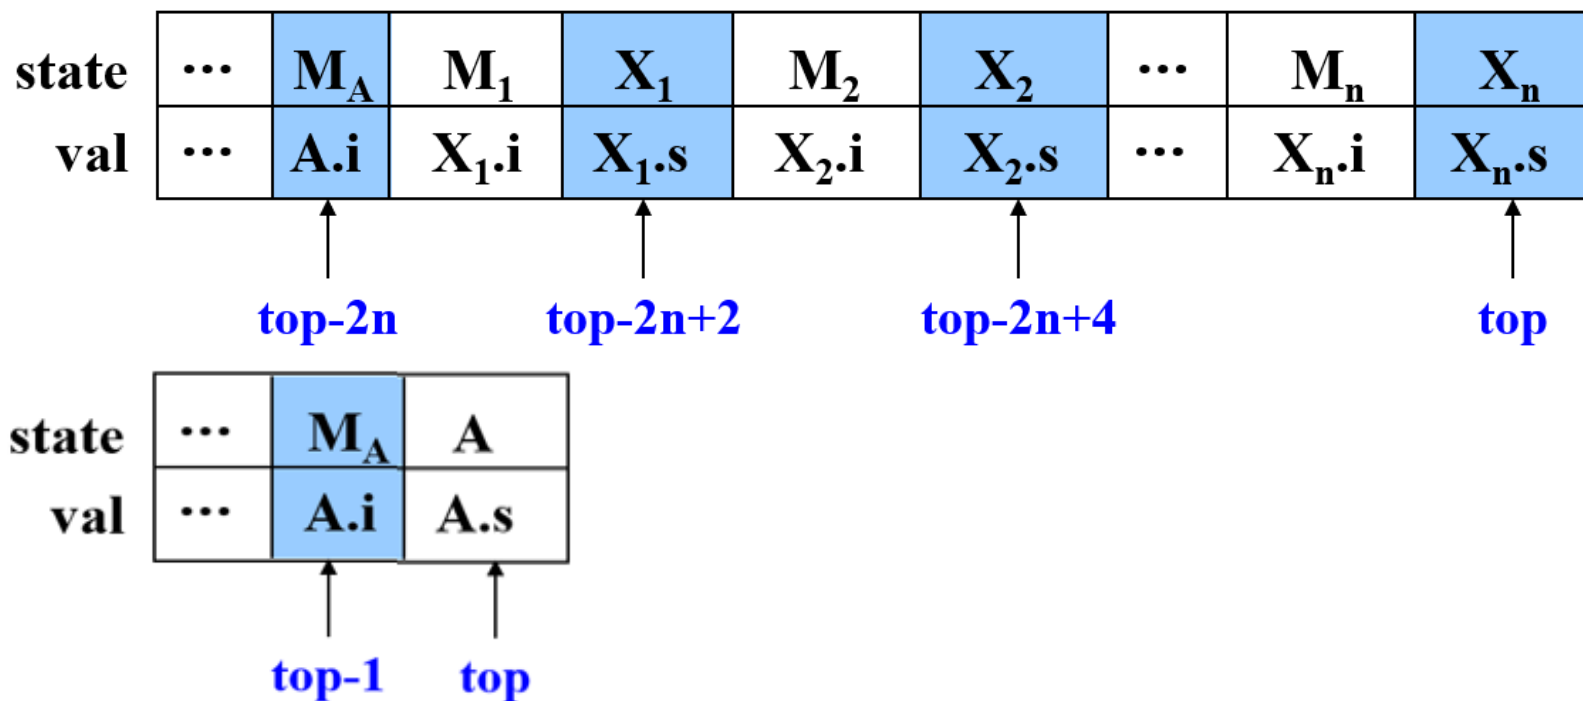 state ... M_A M_1 X_1 M_2 X_2 ... M_n X_n
val ... A.i X_1.i X_1.s X_2.i X_2.s ... X_n.i X_n.s
top-2n top-2n+2 top-2n+4 top
state ... M_A A
val ... A.i A.s
top-1 top